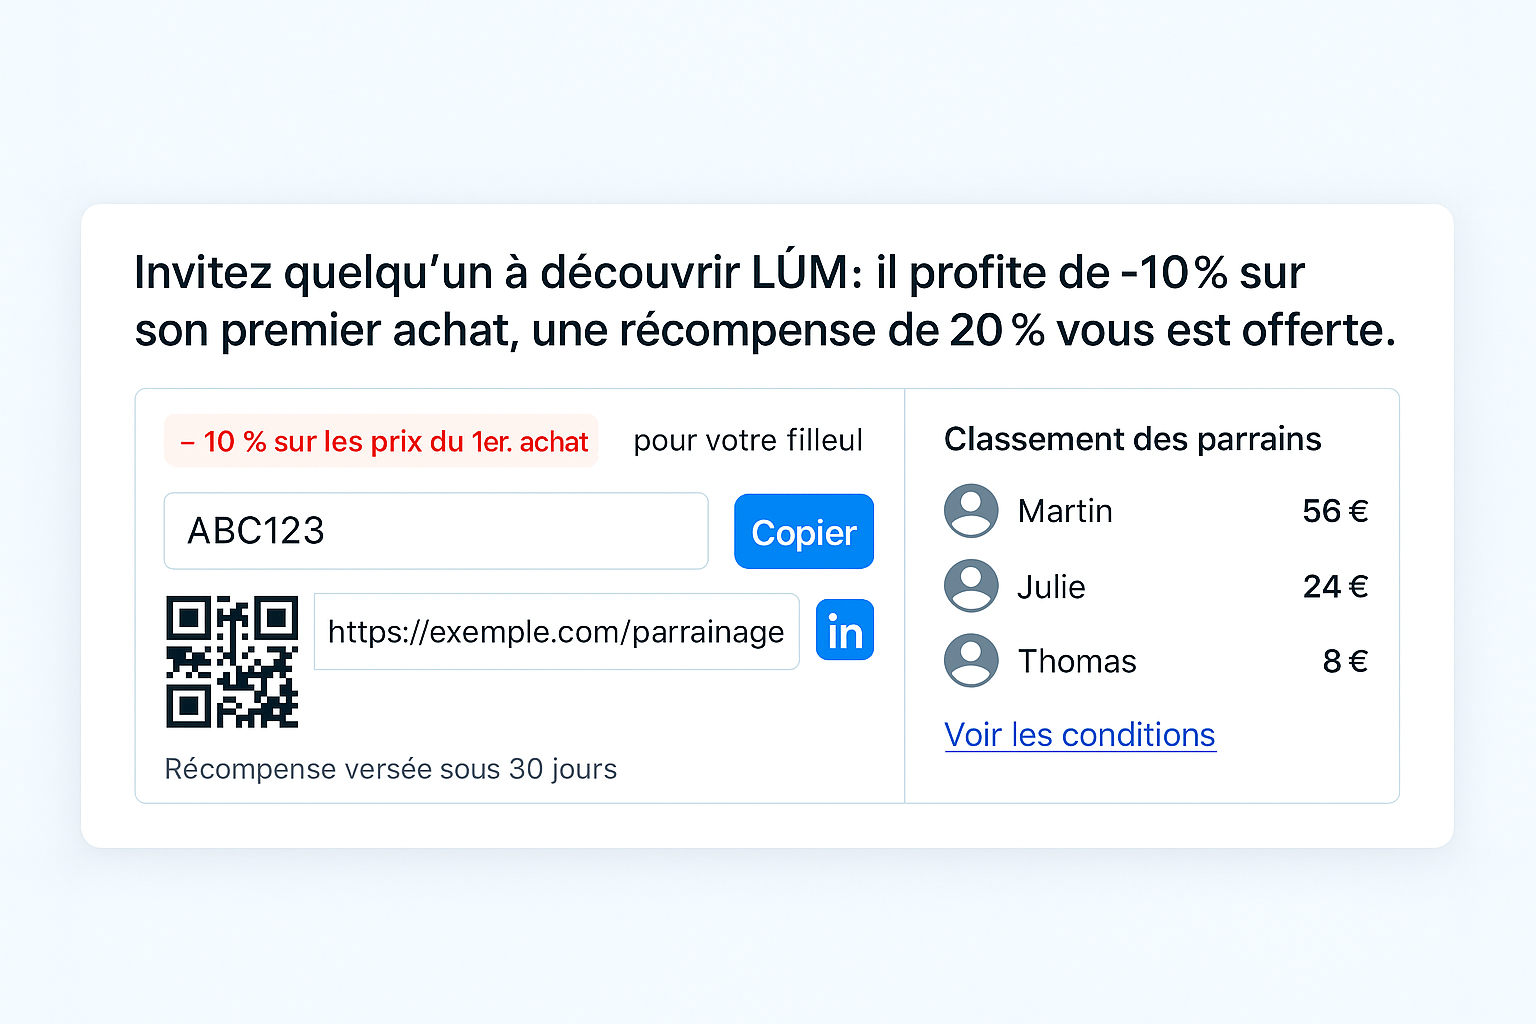 Invitez quelqu’un à découvrir LÚM: il profite de -10% sur
son premier achat, une récompense de 20% vous est offerte.
– 10 % sur les prix du 1er. achat pour votre filleul
ABC123
Copier
https://exemple.com/parrainage
in
Récompense versée sous 30 jours
Classement des parrains
Martin 56 €
Julie 24 €
Thomas 8 €
Voir les conditions